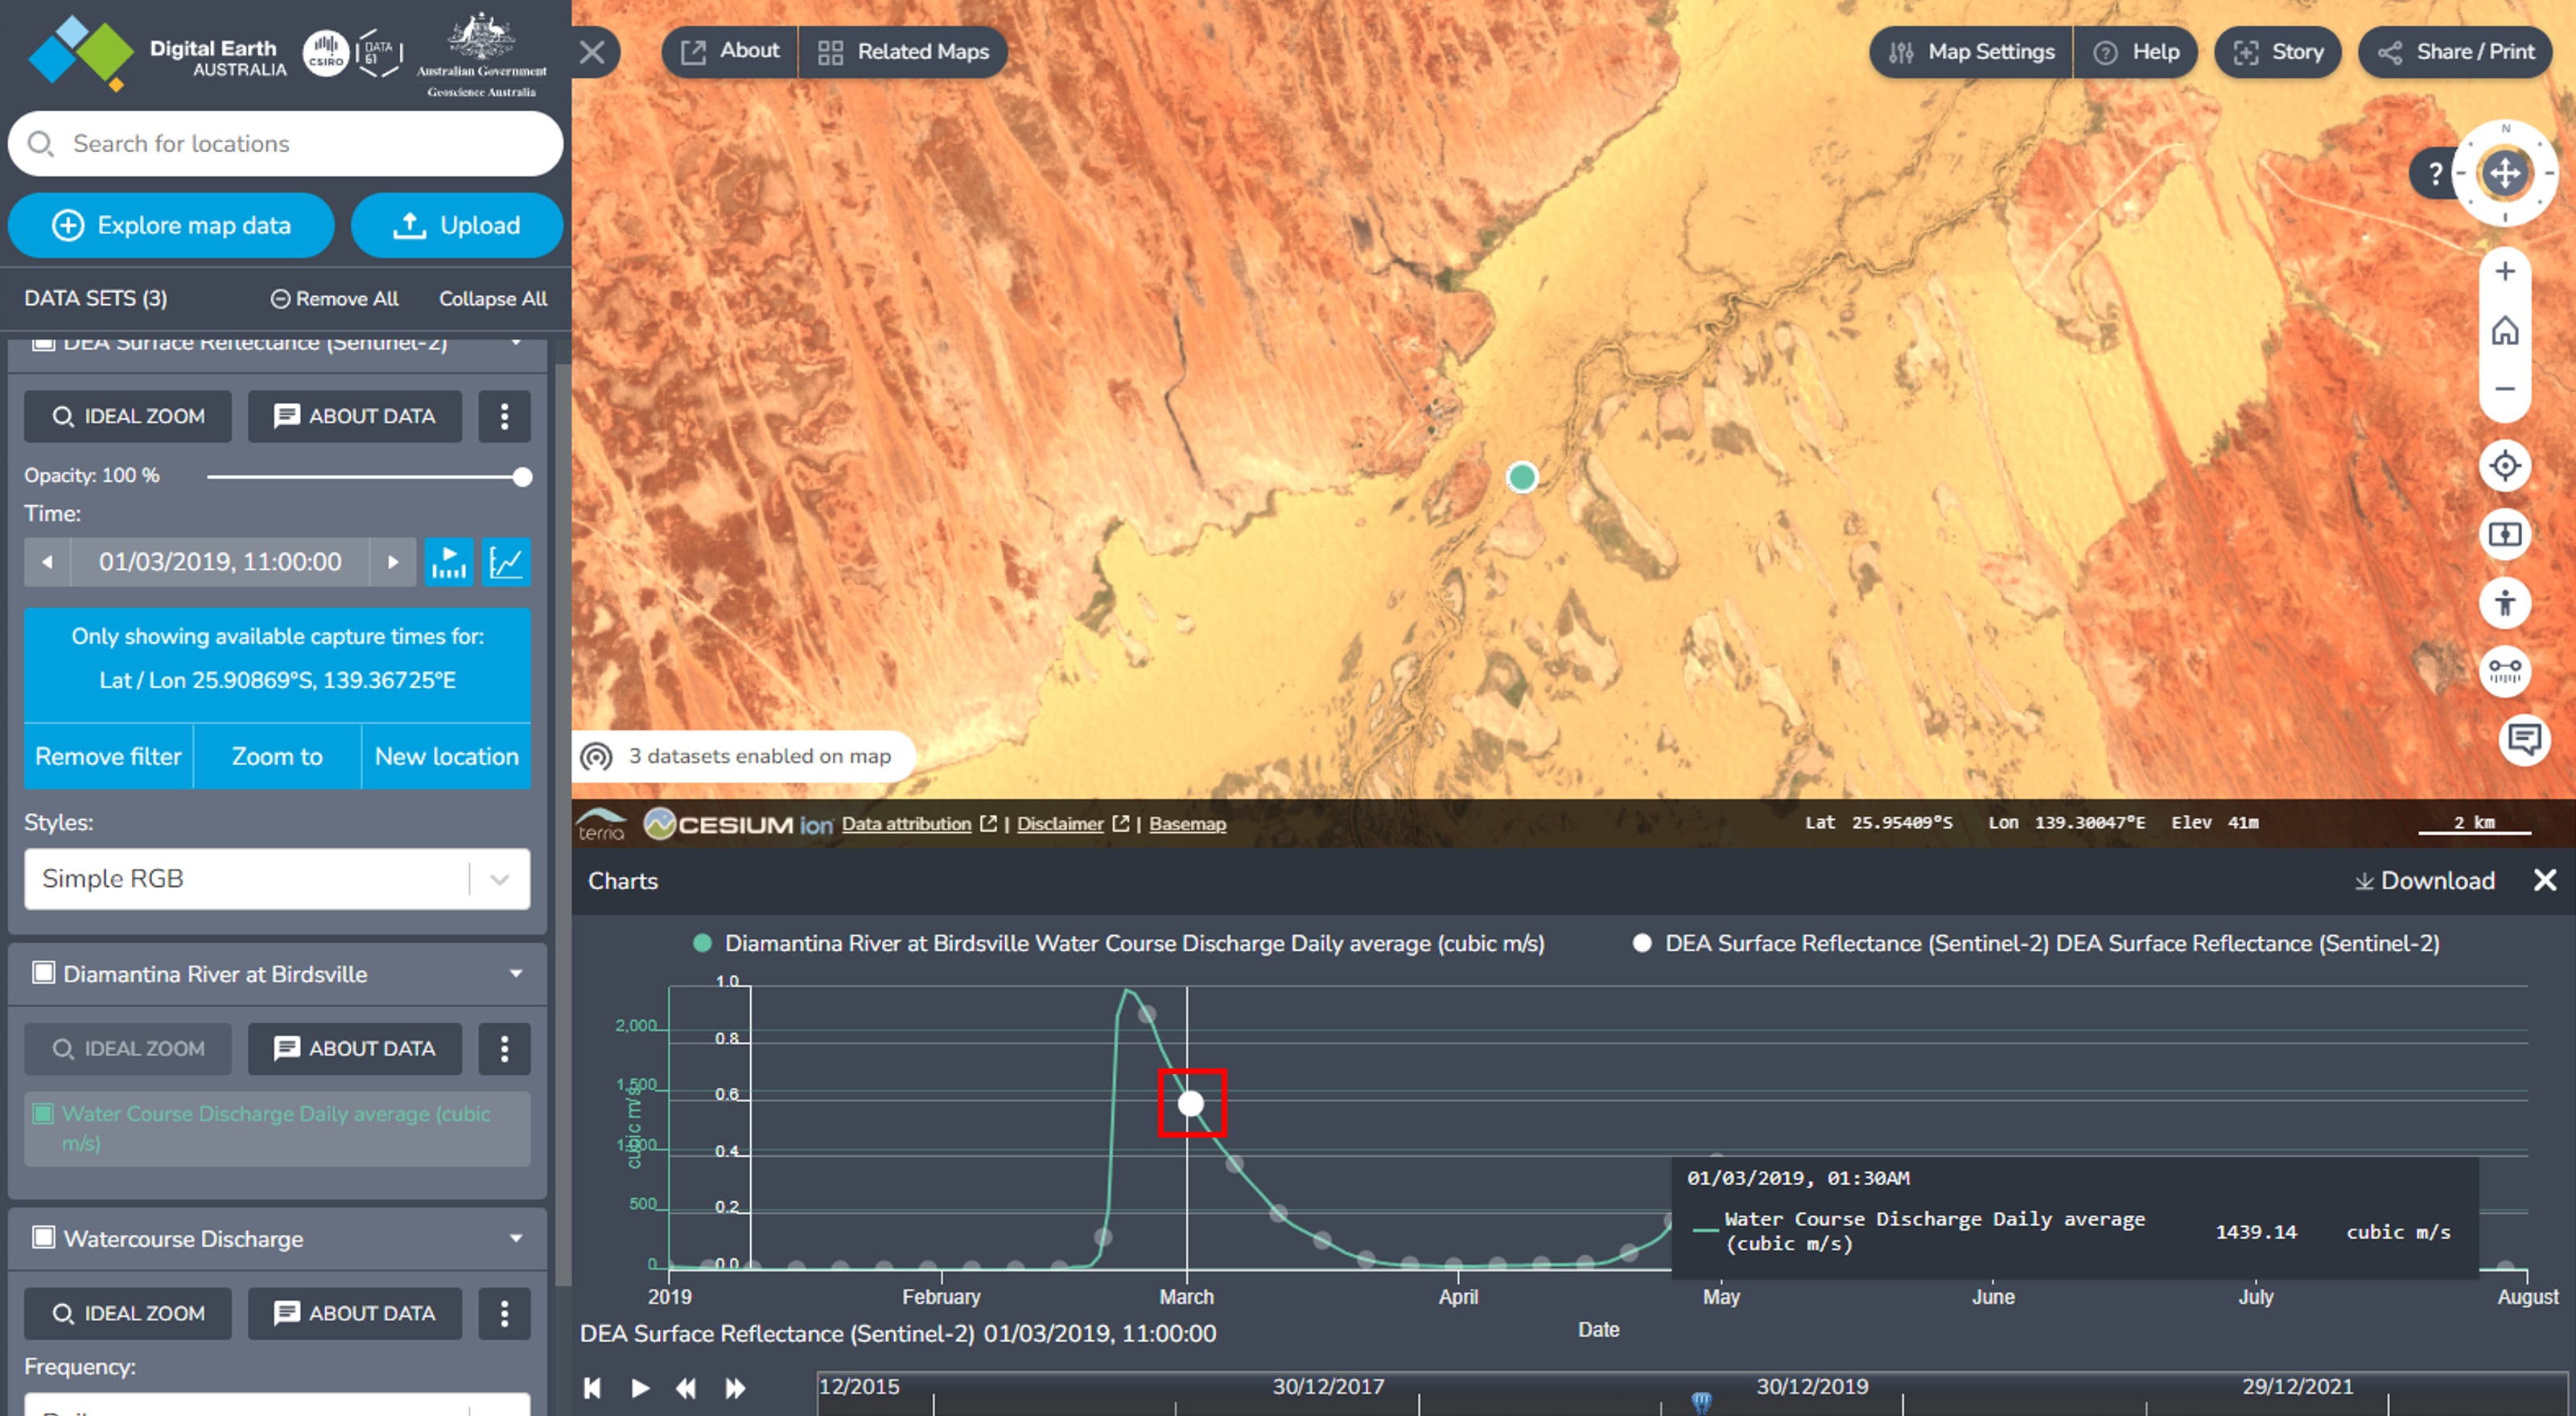 Digital Earth
AUSTRALIA
CSIRO
DATA
61
Australian Government
Geoscience Australia
About
Related Maps
Map Settings
Help
Story
Share / Print
Search for locations
Explore map data
Upload
DATA SETS (3)
Remove All
Collapse All
DEA Surface Reflectance (Sentinel-2)
IDEAL ZOOM
ABOUT DATA
Opacity: 100 %
Time:
01/03/2019, 11:00:00
Only showing available capture times for:
Lat / Lon 25.90869°S, 139.36725°E
Remove filter
Zoom to
New location
Styles:
Simple RGB
Diamantina River at Birdsville
IDEAL ZOOM
ABOUT DATA
Water Course Discharge Daily average (cubic
m/s)
Watercourse Discharge
IDEAL ZOOM
ABOUT DATA
Frequency:
N
?
3 datasets enabled on map
terria
CESIUM ion
Data attribution | Disclaimer | Basemap
Lat 25.95409°S Lon 139.30047°E Elev 41m
2 km
Charts
Download
Diamantina River at Birdsville Water Course Discharge Daily average (cubic m/s)
DEA Surface Reflectance (Sentinel-2) DEA Surface Reflectance (Sentinel-2)
1.0
2,000
0.8
1,500
0.6
cubic m/s
1,000
0.4
500
0.2
0
0.0
01/03/2019, 01:30AM
Water Course Discharge Daily average 1439.14 cubic m/s
(cubic m/s)
2019 February March April May June July August
Date
DEA Surface Reflectance (Sentinel-2) 01/03/2019, 11:00:00
12/2015 30/12/2017 30/12/2019 29/12/2021